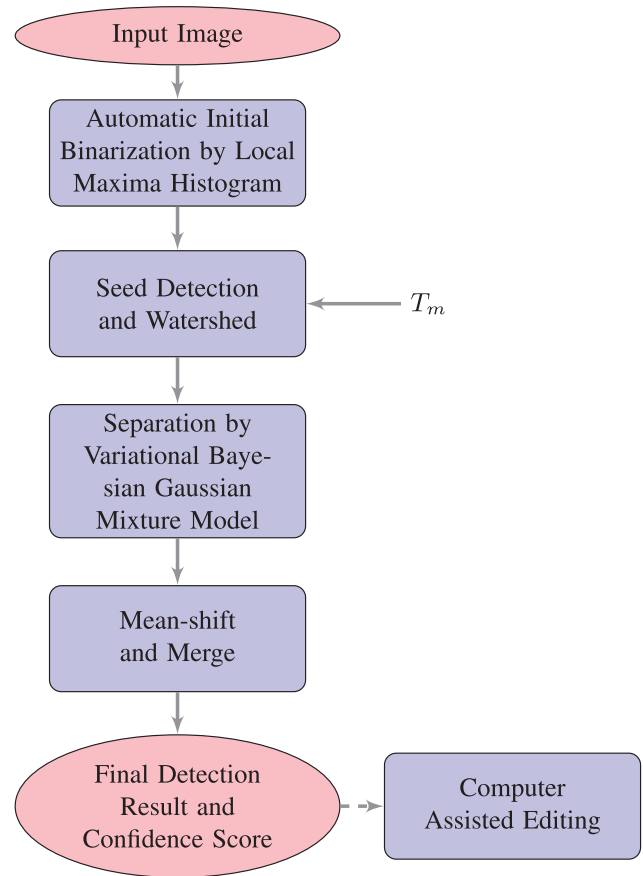 Input Image
Automatic Initial
Binarization by Local
Maxima Histogram
Seed Detection
and Watershed
T_m
Separation by
Variational Baye-
sian Gaussian
Mixture Model
Mean-shift
and Merge
Final Detection
Result and
Confidence Score
Computer
Assisted Editing